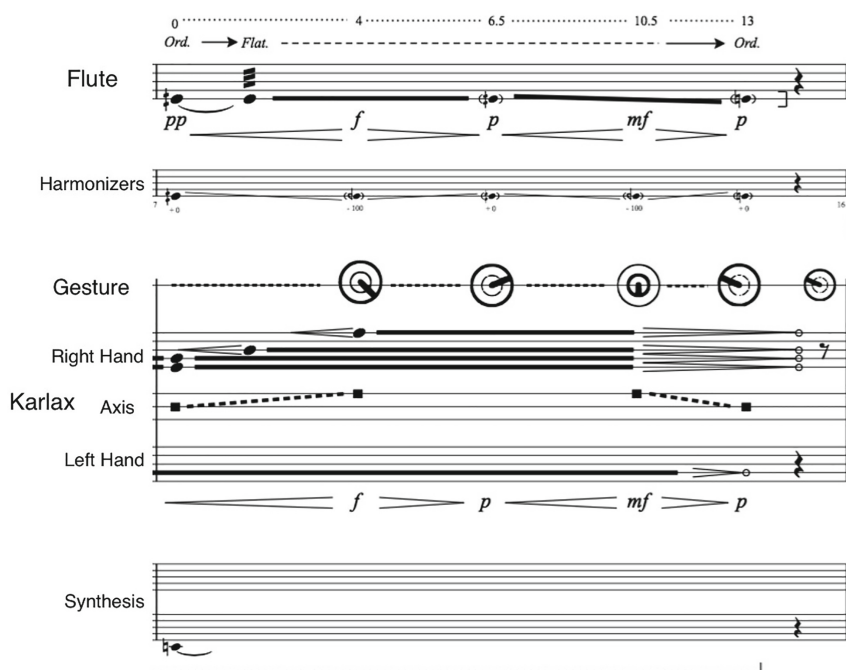 0 4 6.5 10.5 13
Ord. Flat. Ord.
Flute
pp f p mf p
Harmonizers
7 + 0 - 100 + 0 - 100 + 0 16
Gesture
Right Hand
Karlax Axis
Left Hand
f p mf p
Synthesis